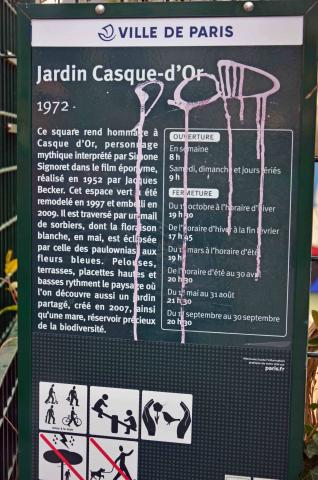 VILLE DE PARIS
Jardin Casque-d'Or
1972
Ce square rend hommage à
Casque d'Or, personnage
mythique interprété par Simone
Signoret dans le film éponyme,
réalisé en 1952 par Jacques
Becker. Cet espace vert a été
remodelé en 1997 et embelli en
2009. Il est traversé par un mail
de sorbiers, dont la floraison
blanche, en mai, est éclipsée
par celle des paulownias aux
fleurs bleues. Pelouses,
terrasses, placettes hautes et
basses rythment le paysage où
l'on découvre aussi un jardin
partagé, créé en 2007, ainsi
qu'une mare, réservoir précieux
de la biodiversité.
OUVERTURE
En semaine
8 h
Samedi, dimanche et jours fériés
9 h
FERMETURE
Du 1er octobre à l'horaire d'hiver
19 h 30
De l'horaire d'hiver à la fin février
17 h 45
Du 1er mars à l'horaire d'été
19 h
De l'horaire d'été au 30 avril
20 h 30
Du 1er mai au 31 août
21 h 30
Du 1er septembre au 30 septembre
20 h 30
paris.fr